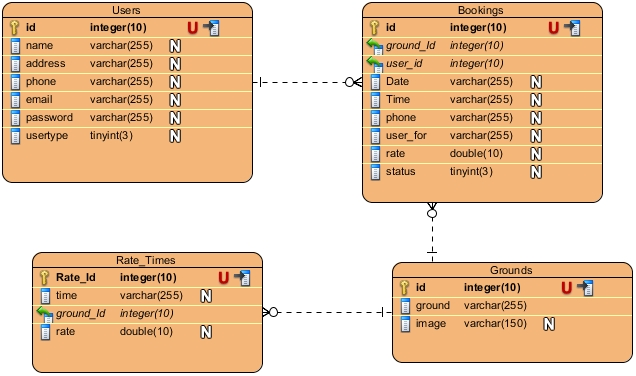 Users
id integer(10) U
name varchar(255) N
address varchar(255) N
phone varchar(255) N
email varchar(255) N
password varchar(255) N
usertype tinyint(3) N
Bookings
id integer(10) U
ground_Id integer(10)
user_id integer(10)
Date varchar(255) N
Time varchar(255) N
phone varchar(255) N
user_for varchar(255) N
rate double(10) N
status tinyint(3) N
Rate_Times
Rate_Id integer(10) U
time varchar(255) N
ground_Id integer(10)
rate double(10) N
Grounds
id integer(10) U
ground varchar(255)
image varchar(150) N